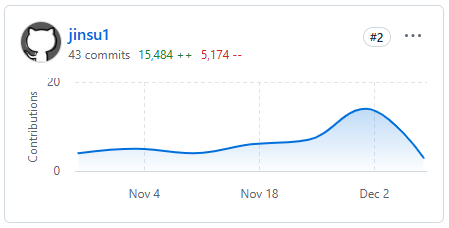 jinsu1
#2
43 commits 15,484 ++ 5,174 --
Contributions
20
0
Nov 4 Nov 18 Dec 2